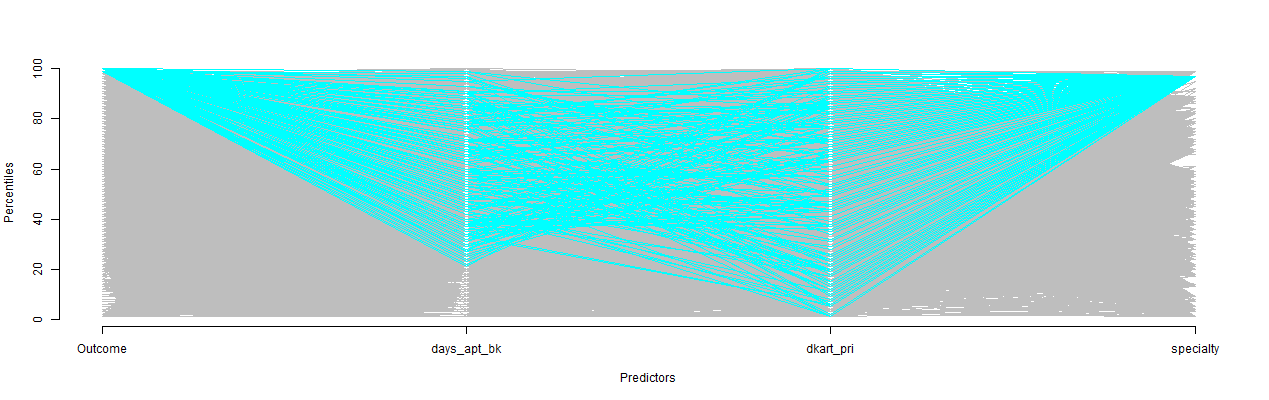 100
80
60
40
20
0
Percentiles
Outcome
days_apt_bk
dkart_pri
specialty
Predictors